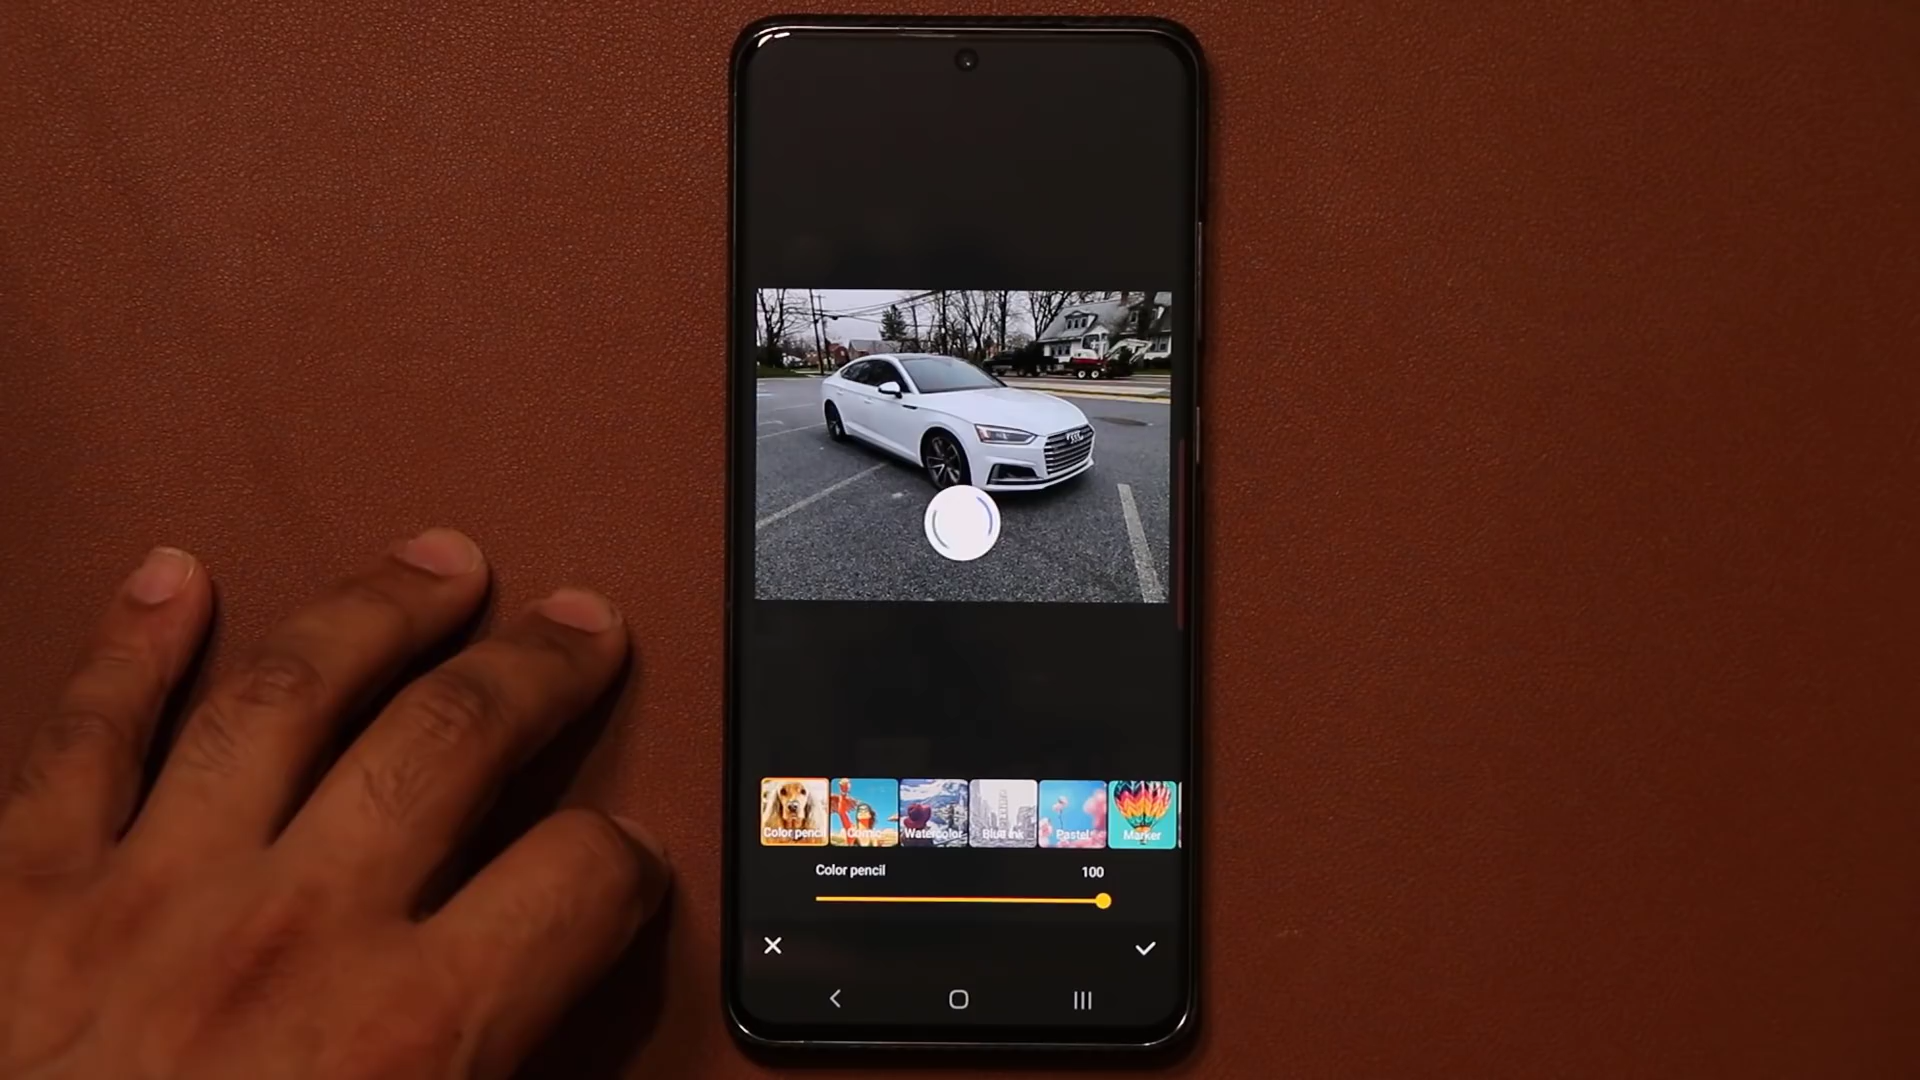 Color pencil
Comic
Watercolor
Blue ink
Pastel
Marker
Color pencil
100